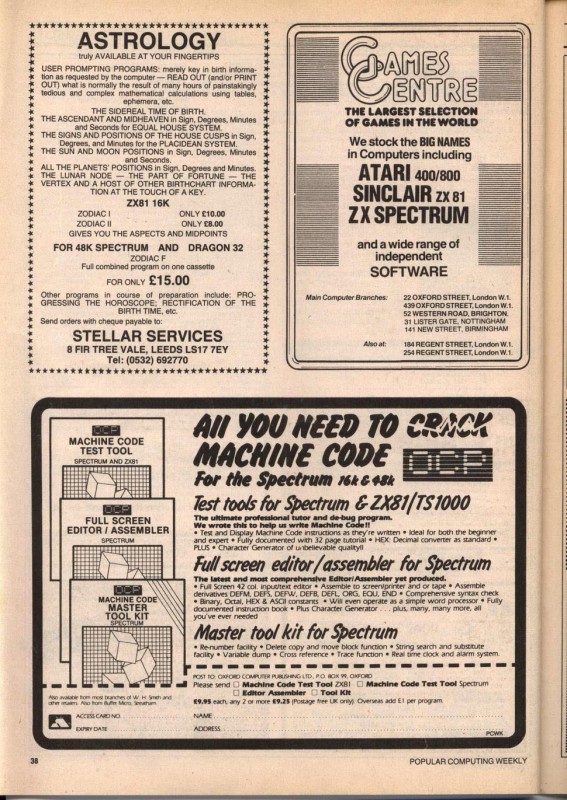 ASTROLOGY
truly AVAILABLE AT YOUR FINGERTIPS
USER PROMPTING PROGRAMS: merely key in birth informa-
tion as requested by the computer — READ OUT (and/or PRINT
OUT) what is normally the result of many hours of painstakingly
tedious and complex mathematical calculations using tables,
ephemera, etc.
THE SIDEREAL TIME OF BIRTH.
THE ASCENDANT AND MIDHEAVEN in Sign, Degrees, Minutes
and Seconds for EQUAL HOUSE SYSTEM.
THE SIGNS AND POSITIONS OF THE HOUSE CUSPS in Sign,
Degrees, and Minutes for the PLACIDEAN SYSTEM.
THE SUN AND MOON POSITIONS in Sign, Degrees, Minutes
and Seconds.
ALL THE PLANETS' POSITIONS in Sign, Degrees and Minutes.
THE LUNAR NODE — THE PART OF FORTUNE — THE
VERTEX AND A HOST OF OTHER BIRTHCHART INFORMA-
TION AT THE TOUCH OF A KEY.
ZX81 16K
ZODIAC I ONLY £10.00
ZODIAC II ONLY £8.00
GIVES YOU THE ASPECTS AND MIDPOINTS
FOR 48K SPECTRUM AND DRAGON 32
ZODIAC F
Full combined program on one cassette
FOR ONLY £15.00
Other programs in course of preparation include: PRO-
GRESSING THE HOROSCOPE; RECTIFICATION OF THE
BIRTH TIME, etc.
Send orders with cheque payable to:
STELLAR SERVICES
8 FIR TREE VALE, LEEDS LS17 7EY
Tel: (0532) 692770
GAMES
CENTRE
THE LARGEST SELECTION
OF GAMES IN THE WORLD
We stock the BIG NAMES
in Computers including
ATARI 400/800
SINCLAIR ZX 81
ZX SPECTRUM
and a wide range of
independent
SOFTWARE
Main Computer Branches: 22 OXFORD STREET, London W.1.
439 OXFORD STREET, London W.1.
52 WESTERN ROAD, BRIGHTON,
31 LISTER GATE, NOTTINGHAM
141 NEW STREET, BIRMINGHAM
Also at: 184 REGENT STREET, London W.1.
254 REGENT STREET, London W.1.
OCP
MACHINE CODE
TEST TOOL
SPECTRUM AND ZX81
OCP
FULL SCREEN
EDITOR / ASSEMBLER
SPECTRUM
OCP
MACHINE CODE
MASTER
TOOL KIT
SPECTRUM
All YOU NEED TO CRACK
MACHINE CODE OCP
For the Spectrum 16k & 48k
Test tools for Spectrum & ZX81/TS1000
The ultimate professional tutor and de-bug program.
We wrote this to help us write Machine Code!!
• Test and Display Machine Code instructions as they're written • Ideal for both the beginner
and expert • Fully documented with 32 page tutorial • HEX: Decimal converter as standard •
PLUS • Character Generator of unbelievable quality!!
Full screen editor/assembler for Spectrum
The latest and most comprehensive Editor/Assembler yet produced.
• Full Screen 42 col. input/text editor • Assemble to screen/printer and or tape • Assemble
derivatives DEFM, DEFS, DEFW, DEFB, DEFL, ORG, EQU, END • Comprehensive syntax check
• Binary, Octal, HEX & ASCII constants • Will even operate as a simple word processor • Fully
documented instruction book • Plus Character Generator . . . plus, many, many more, all
you've ever needed
Master tool kit for Spectrum
• Re-number facility • Delete copy and move block function • String search and substitute
facility • Variable dump • Cross reference • Trace function • Real time clock and alarm system.
Also available from most branches of W. H. Smith and
other retailers. Also from Buffer Micro, Streatham.
POST TO: OXFORD COMPUTER PUBLISHING LTD., P.O. BOX 99, OXFORD
Please send □ Machine Code Test Tool ZX81 □ Machine Code Test Tool Spectrum
□ Editor Assembler □ Tool Kit
£9.95 each, any 2 or more £9.25 (Postage free UK only). Overseas add £1 per program.
ACCESS CARD NO
EXPIRY DATE
NAME
ADDRESS
PCWK
38
POPULAR COMPUTING WEEKLY